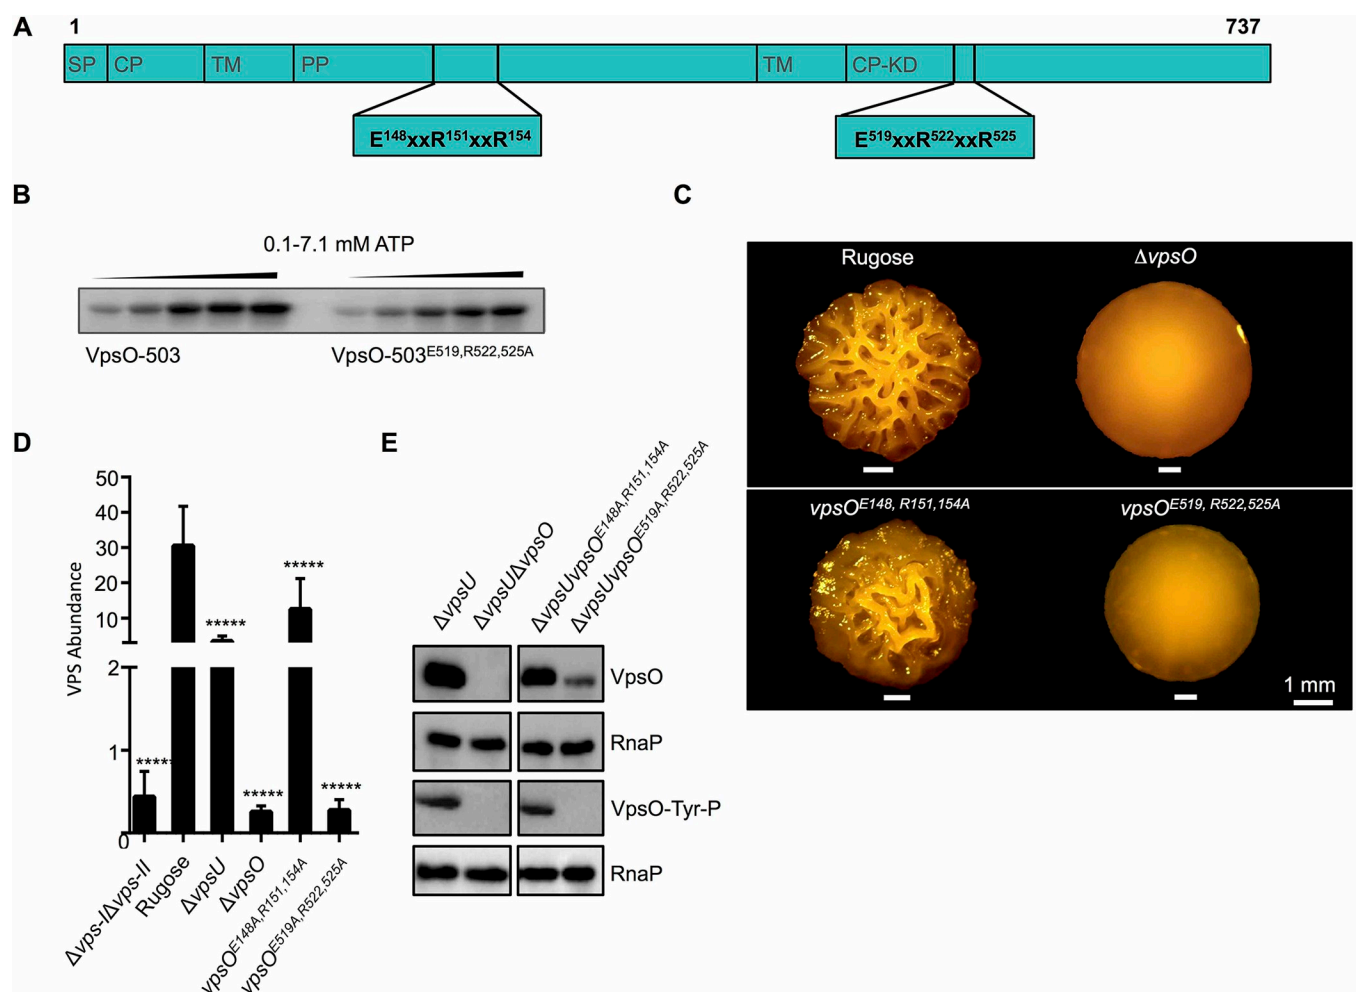 A
1
737
SP CP TM PP TM CP-KD
E¹⁴⁸xxR¹⁵¹xxR¹⁵⁴
E⁵¹⁹xxR⁵²²xxR⁵²⁵
B
0.1-7.1 mM ATP
VpsO-503
VpsO-503E519,R522,525A
C
Rugose
ΔvpsO
vpsOE148, R151,154A
vpsOE519, R522,525A
1 mm
D
VPS Abundance
50
40
30
20
10
2
1
0
*****
*****
*****
*****
*****
Δvps-IΔvps-II
Rugose
ΔvpsU
ΔvpsO
vpsOE148A,R151,154A
vpsOE519A,R522,525A
E
ΔvpsU
ΔvpsUΔvpsO
ΔvpsUvpsOE148A,R151,154A
ΔvpsUvpsOE519A,R522,525A
VpsO
RnaP
VpsO-Tyr-P
RnaP